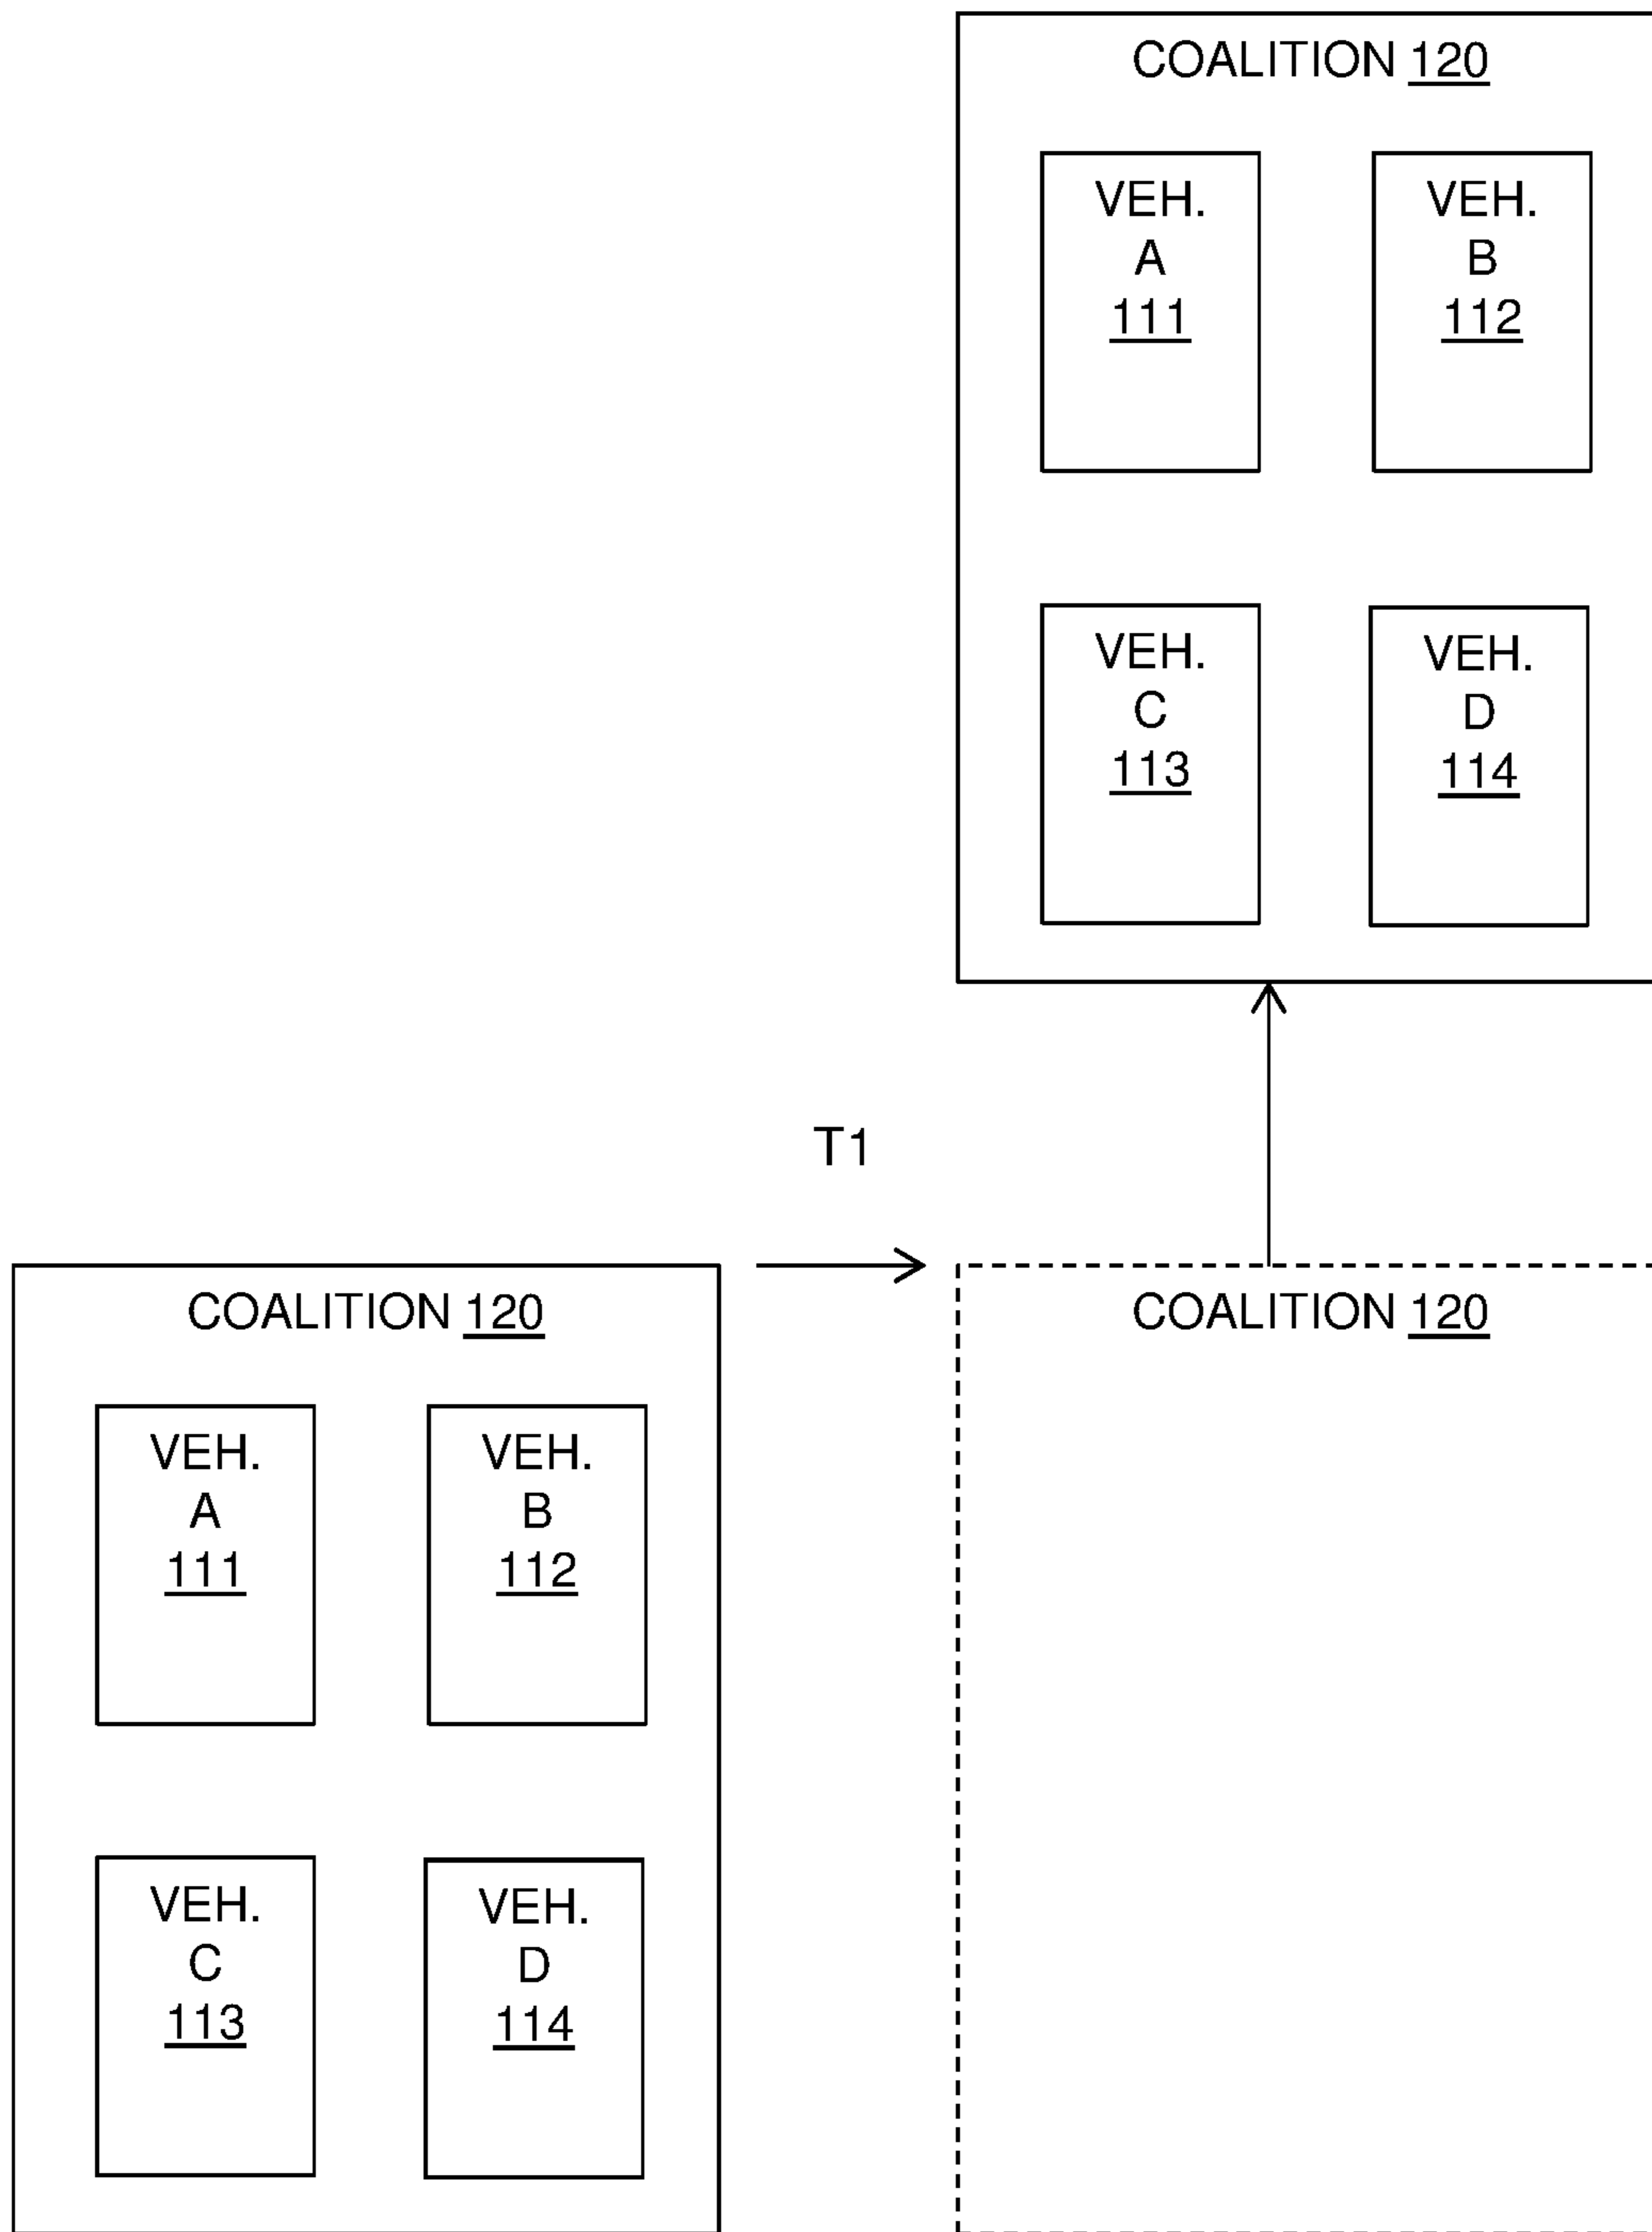 COALITION 120
VEH.
A
111
VEH.
B
112
VEH.
C
113
VEH.
D
114
T1
COALITION 120
VEH.
A
111
VEH.
B
112
VEH.
C
113
VEH.
D
114
COALITION 120